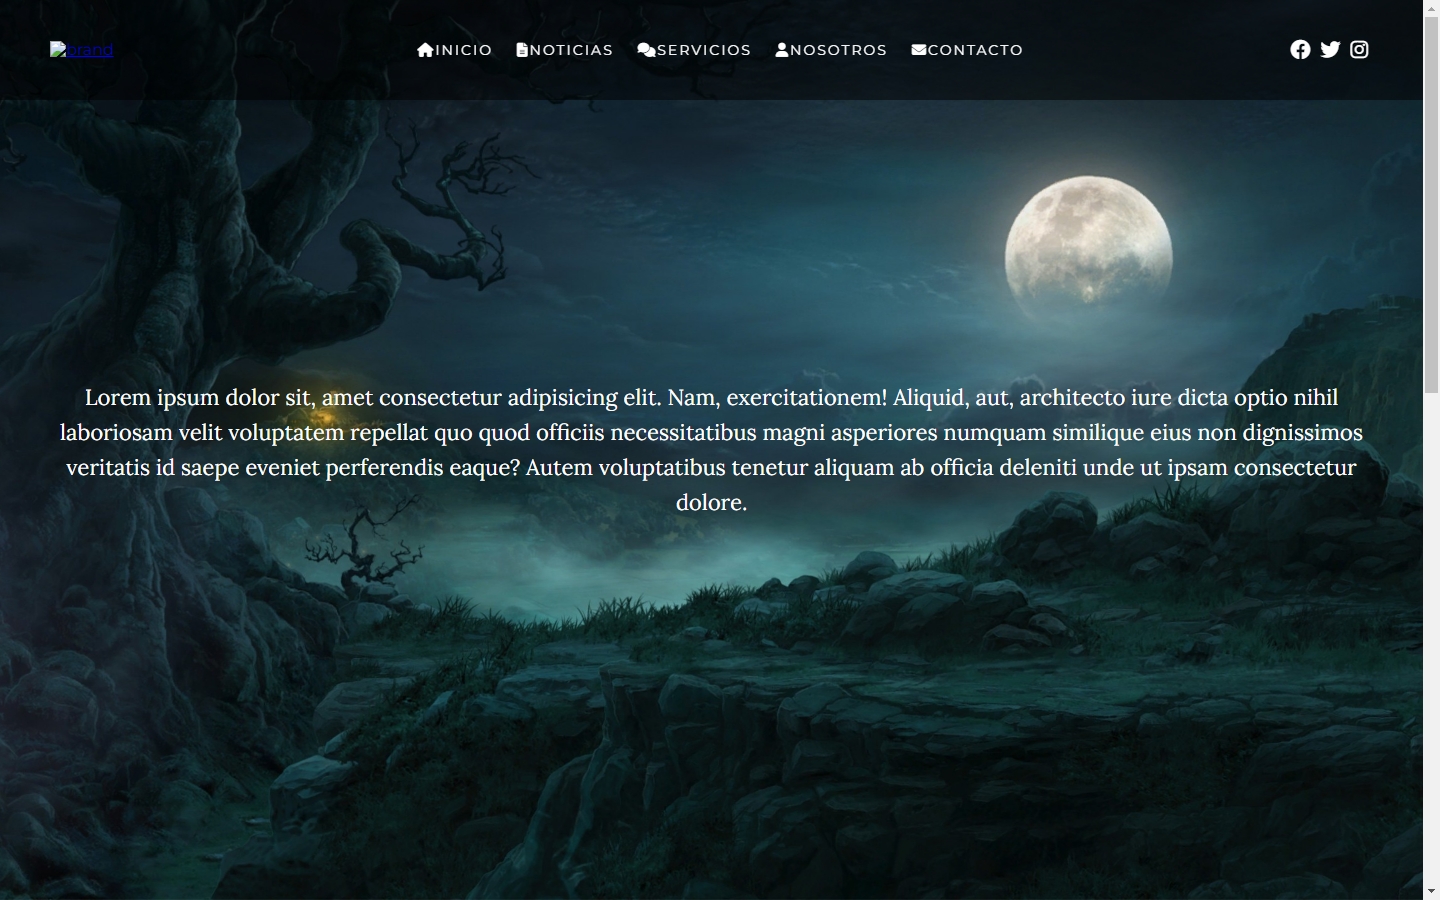 brand
INICIO NOTICIAS SERVICIOS NOSOTROS CONTACTO
Lorem ipsum dolor sit, amet consectetur adipisicing elit. Nam, exercitationem! Aliquid, aut, architecto iure dicta optio nihil
laboriosam velit voluptatem repellat quo quod officiis necessitatibus magni asperiores numquam similique eius non dignissimos
veritatis id saepe eveniet perferendis eaque? Autem voluptatibus tenetur aliquam ab officia deleniti unde ut ipsam consectetur
dolore.